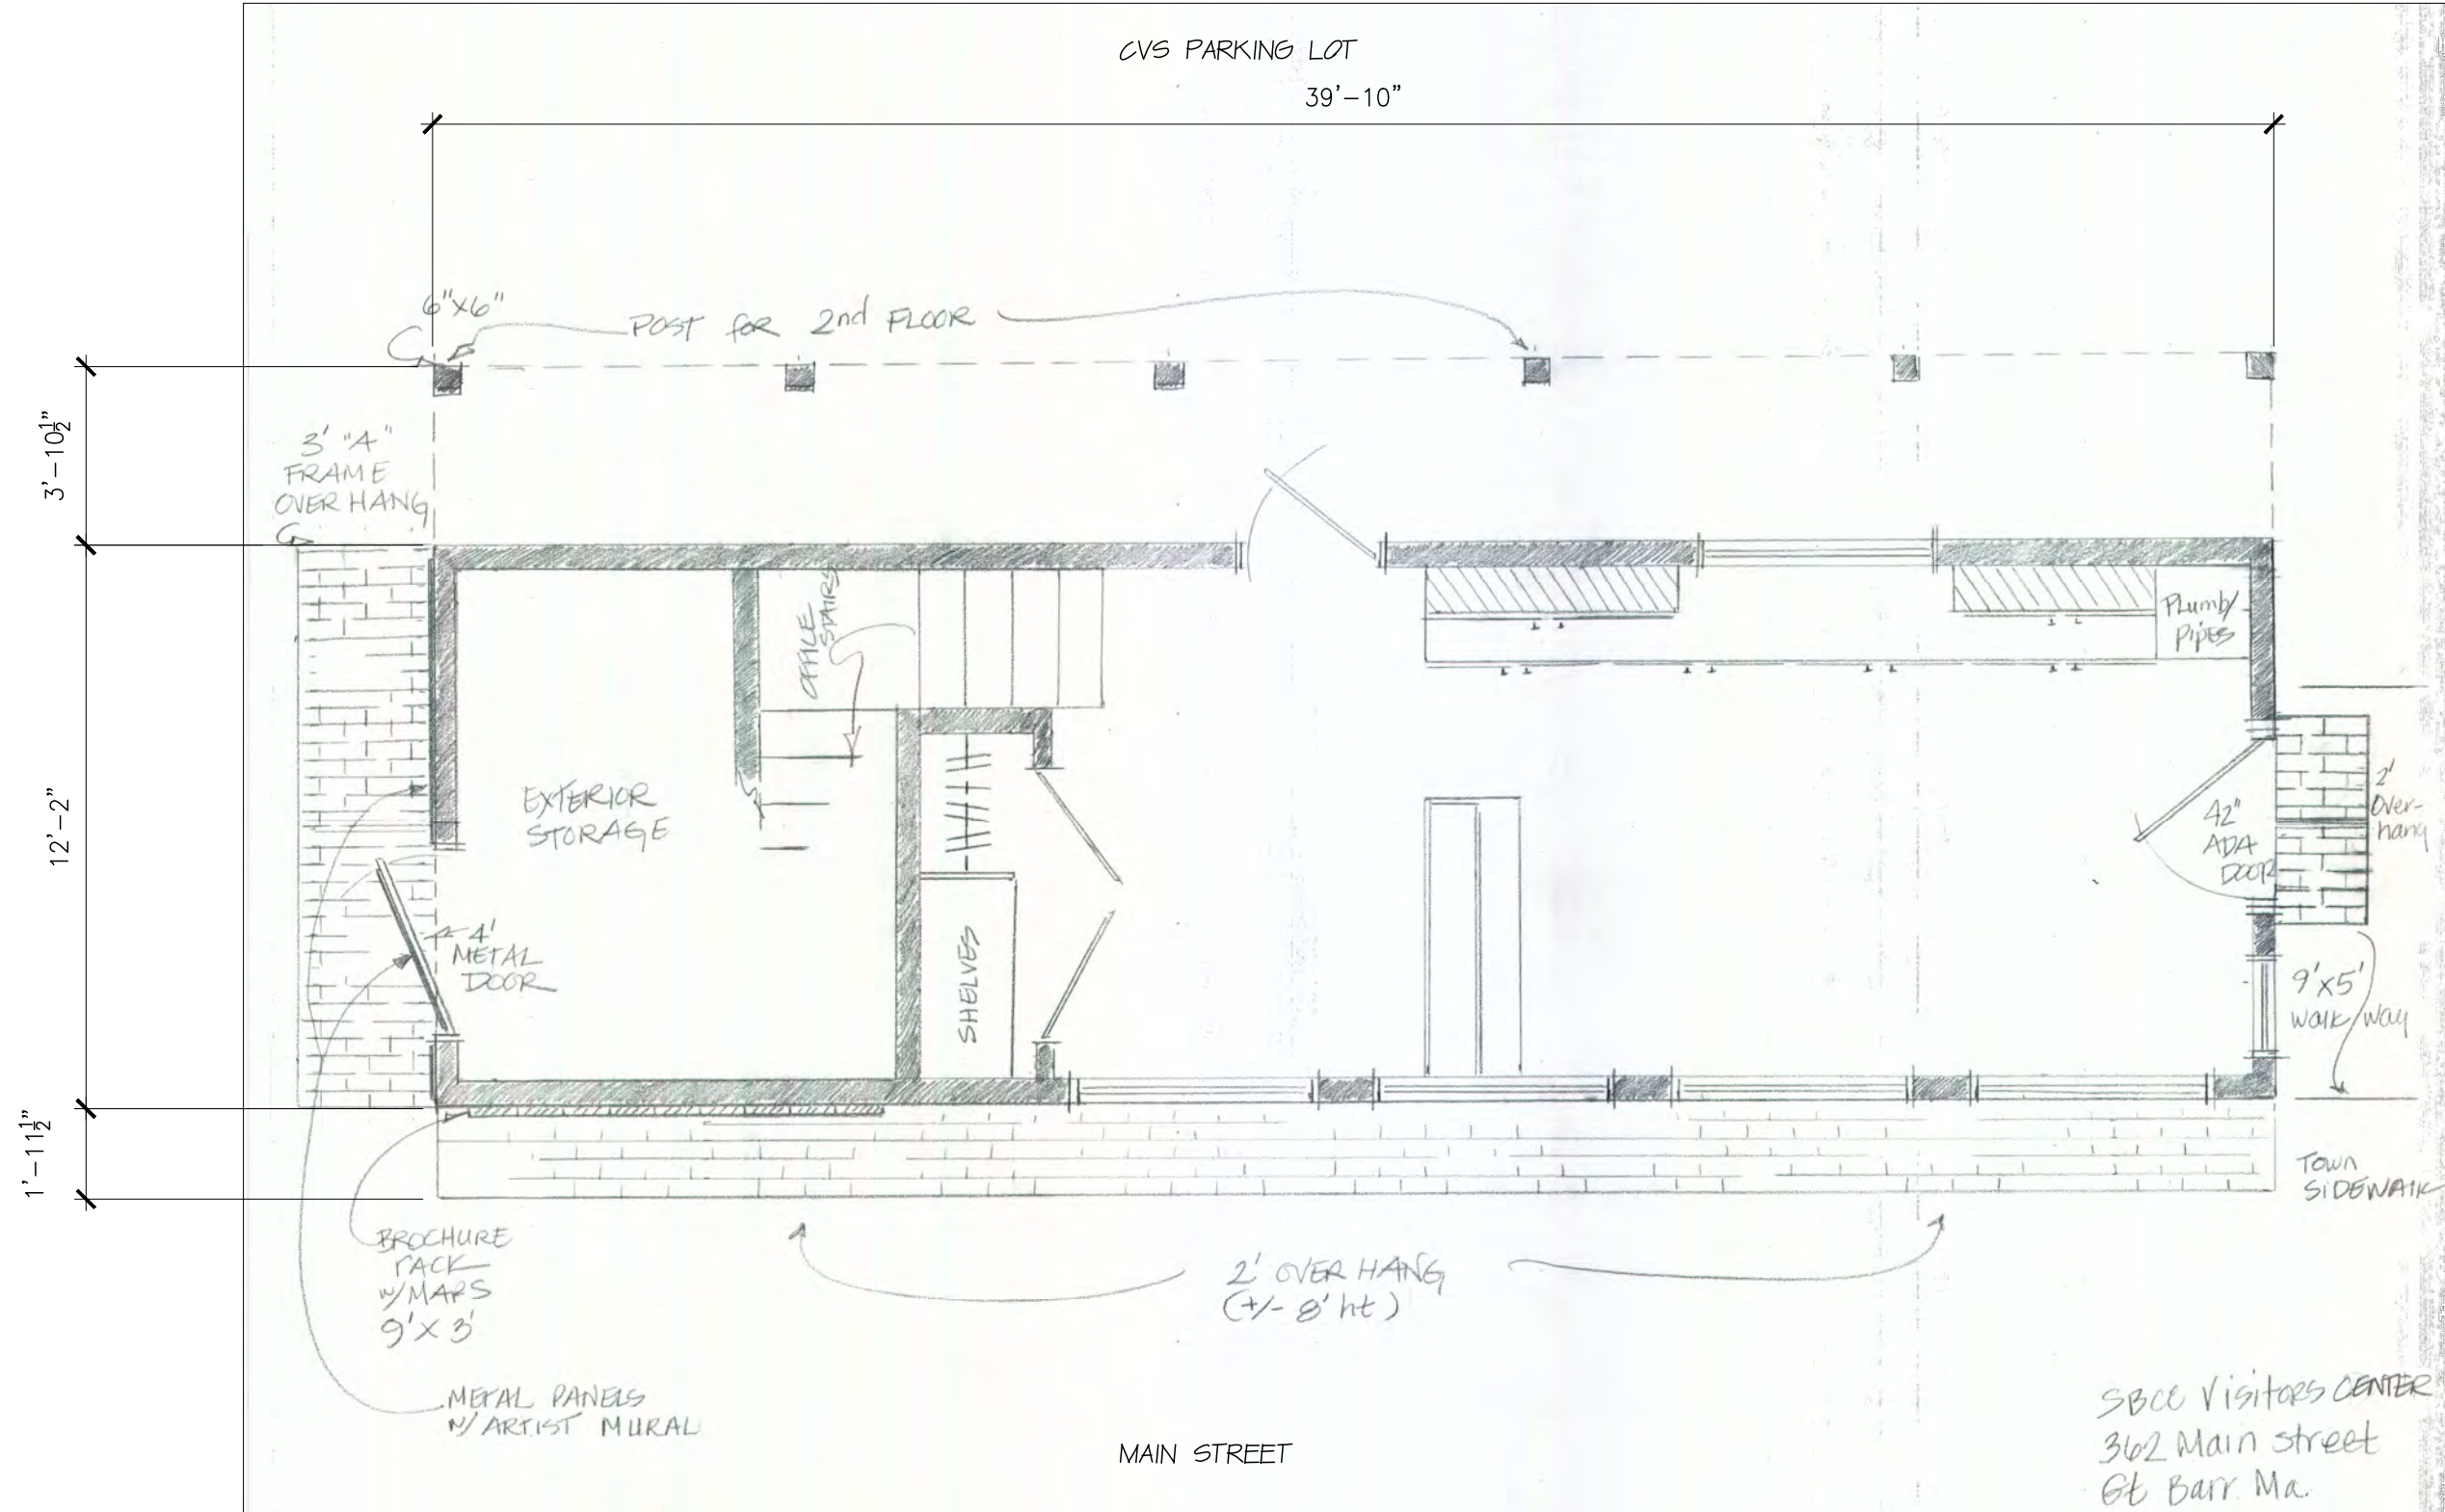 CVS PARKING LOT
39'-10"
6"x6"
POST for 2nd FLOOR
3'-10½"
3' "A"
FRAME
OVER HANG
12'-2"
1'-11½"
OFFICE
STAIRS
EXTERIOR
STORAGE
4'
METAL
DOOR
SHELVES
Plumb/
Pipes
42"
ADA
DOOR
2'
Over-
hang
9'x5'
walk/way
TOWN
SIDEWALK
BROCHURE
rack
w/MAPS
9'x3'
2' OVER HANG
(+/- 8' ht)
METAL PANELS
w/ARTIST MURAL
MAIN STREET
SBCC Visitors CENTER
362 Main street
Gt Barr. Ma.